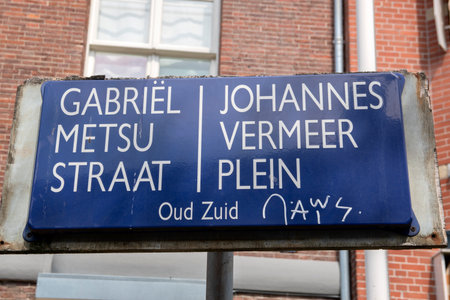 GABRIËL
METSU
STRAAT
JOHANNES
VERMEER
PLEIN
Oud Zuid